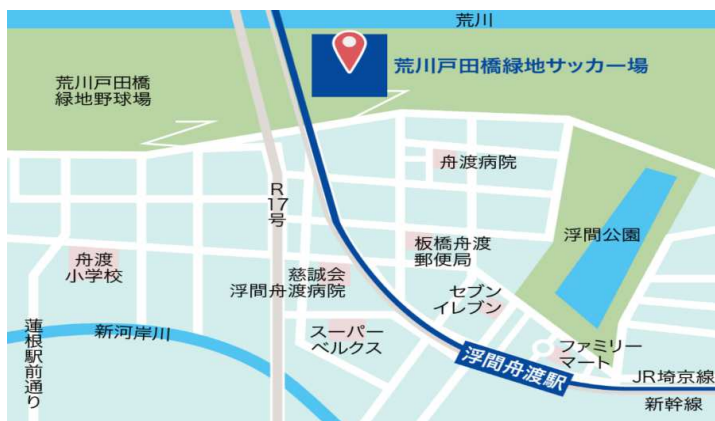 荒川
荒川戸田橋緑地サッカー場
荒川戸田橋
緑地野球場
舟渡病院
R
17
号
浮間公園
板橋舟渡
郵便局
舟渡
小学校
慈誠会
浮間舟渡病院
セブン
イレブン
蓮根駅前通り
新河岸川
スーパー
ベルクス
ファミリー
マート
浮間舟渡駅
JR埼京線
新幹線